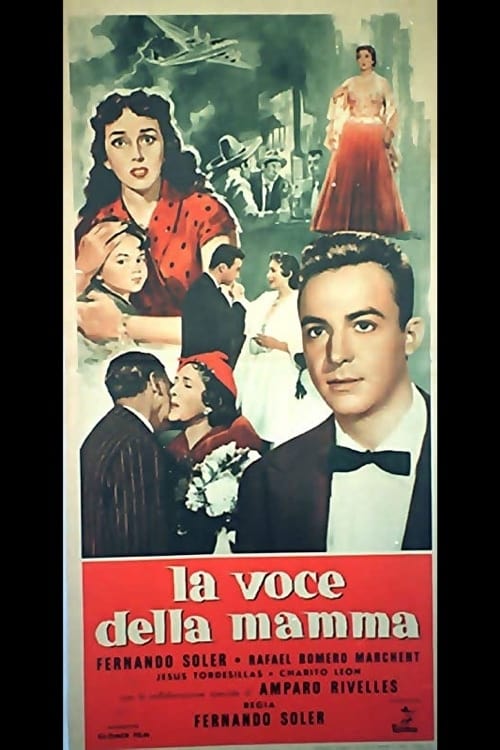 la voce
della mamma
FERNANDO SOLER • RAFAEL ROMERO MARCHENT
JESUS TORDESILLAS • CHARITO LEON
AMPARO RIVELLES
REGIA
FERNANDO SOLER